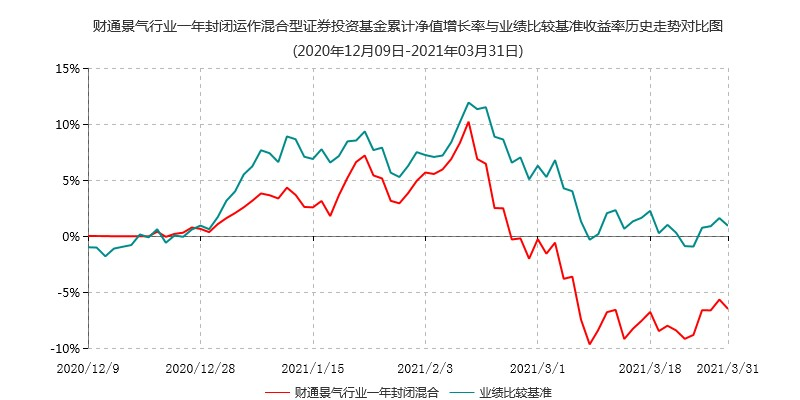 财通景气行业一年封闭运作混合型证券投资基金累计净值增长率与业绩比较基准收益率历史走势对比图
(2020年12月09日-2021年03月31日)
15%
10%
5%
0%
-5%
-10%
2020/12/9 2020/12/28 2021/1/15 2021/2/3 2021/3/1 2021/3/18 2021/3/31
财通景气行业一年封闭混合 业绩比较基准